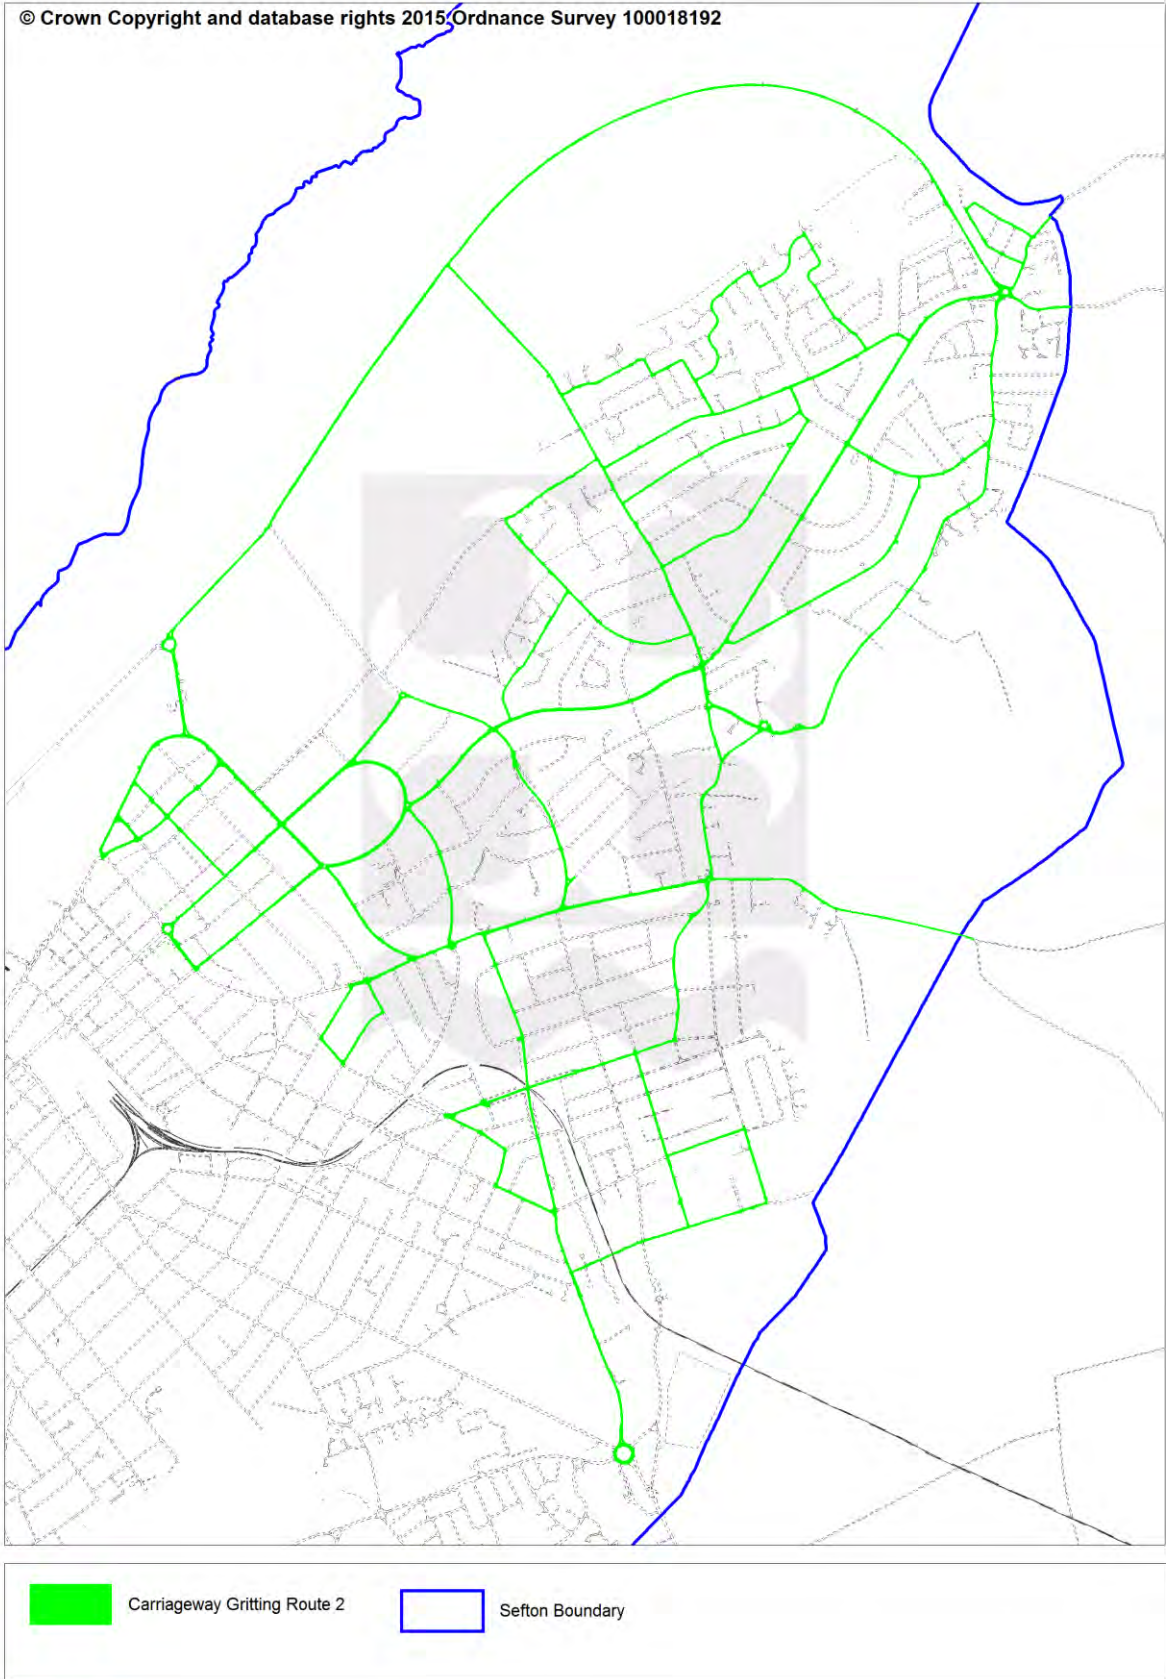 © Crown Copyright and database rights 2015 Ordnance Survey 100018192
Carriageway Gritting Route 2
Sefton Boundary